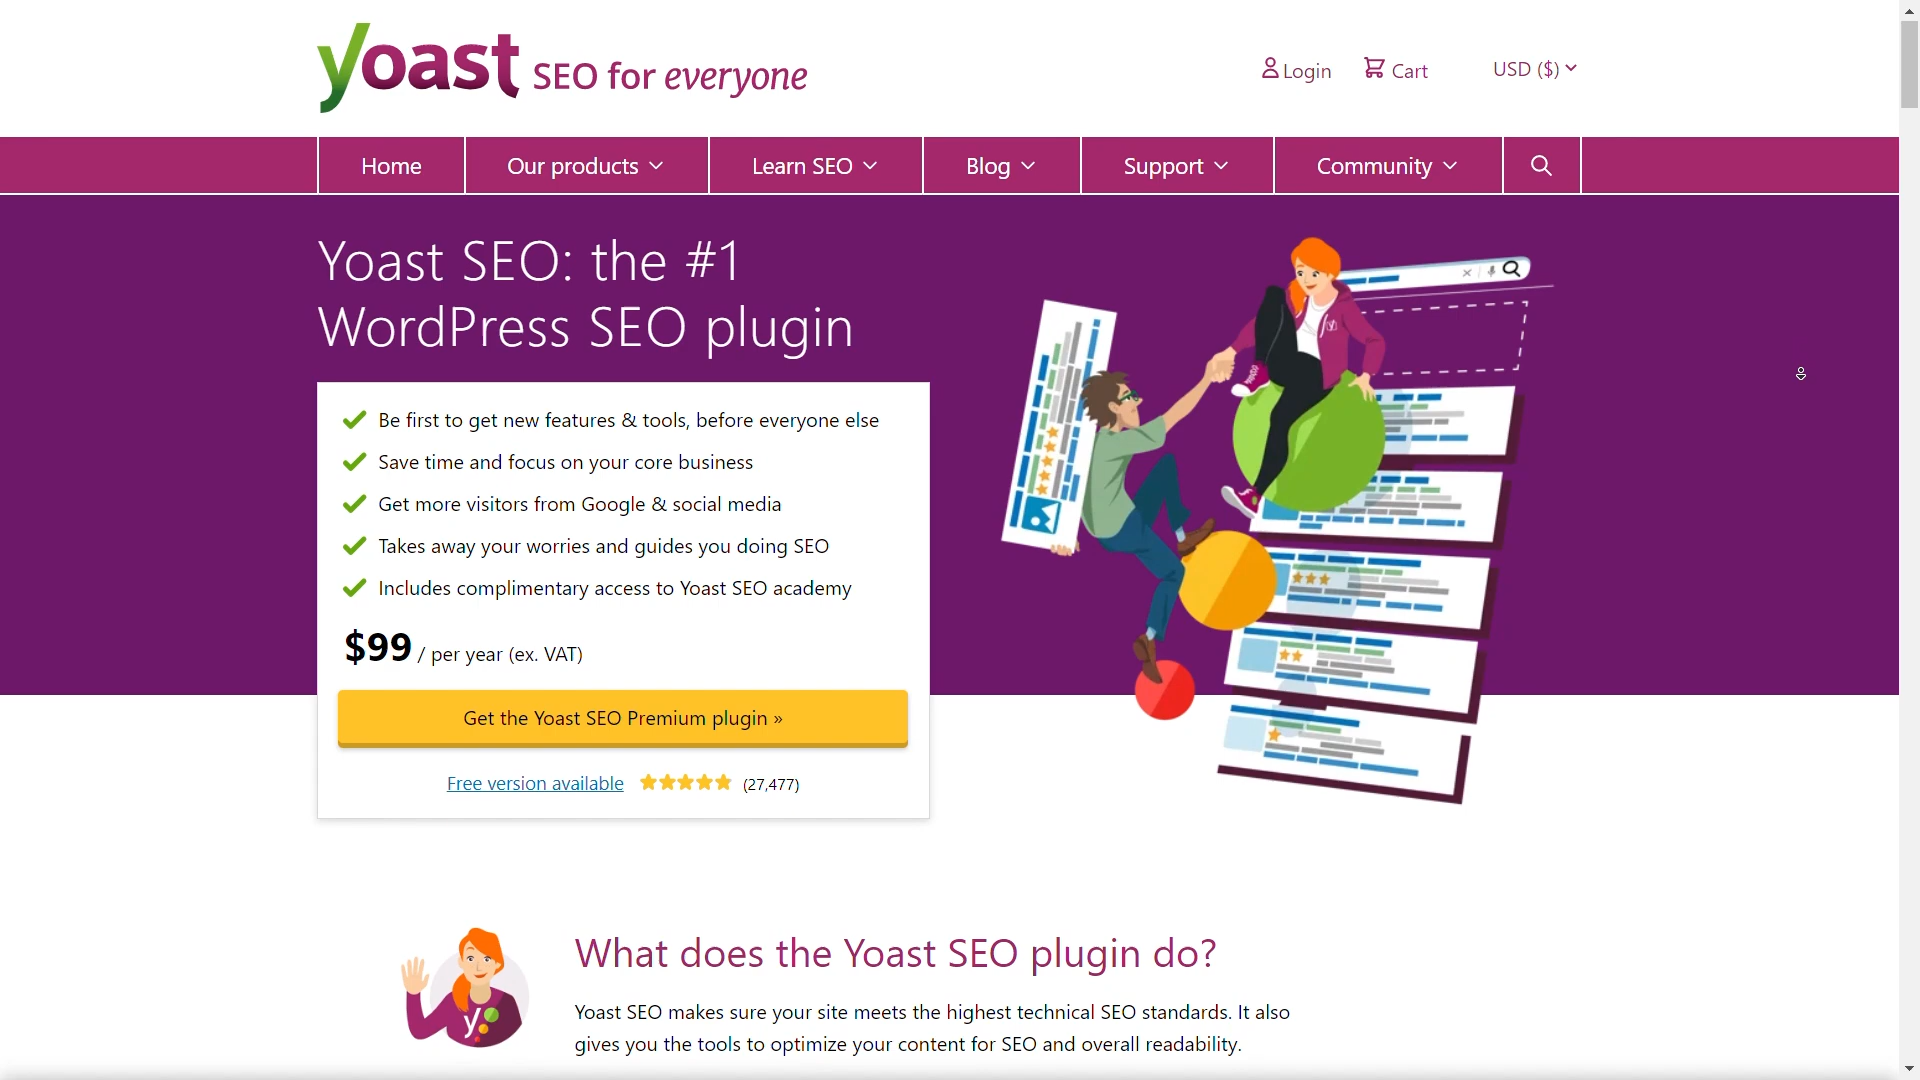 yoast SEO for everyone
Login
Cart
USD ($)
Home
Our products
Learn SEO
Blog
Support
Community
Yoast SEO: the #1
WordPress SEO plugin
Be first to get new features & tools, before everyone else
Save time and focus on your core business
Get more visitors from Google & social media
Takes away your worries and guides you doing SEO
Includes complimentary access to Yoast SEO academy
$99 / per year (ex. VAT)
Get the Yoast SEO Premium plugin »
Free version available
(27,477)
What does the Yoast SEO plugin do?
Yoast SEO makes sure your site meets the highest technical SEO standards. It also
gives you the tools to optimize your content for SEO and overall readability.